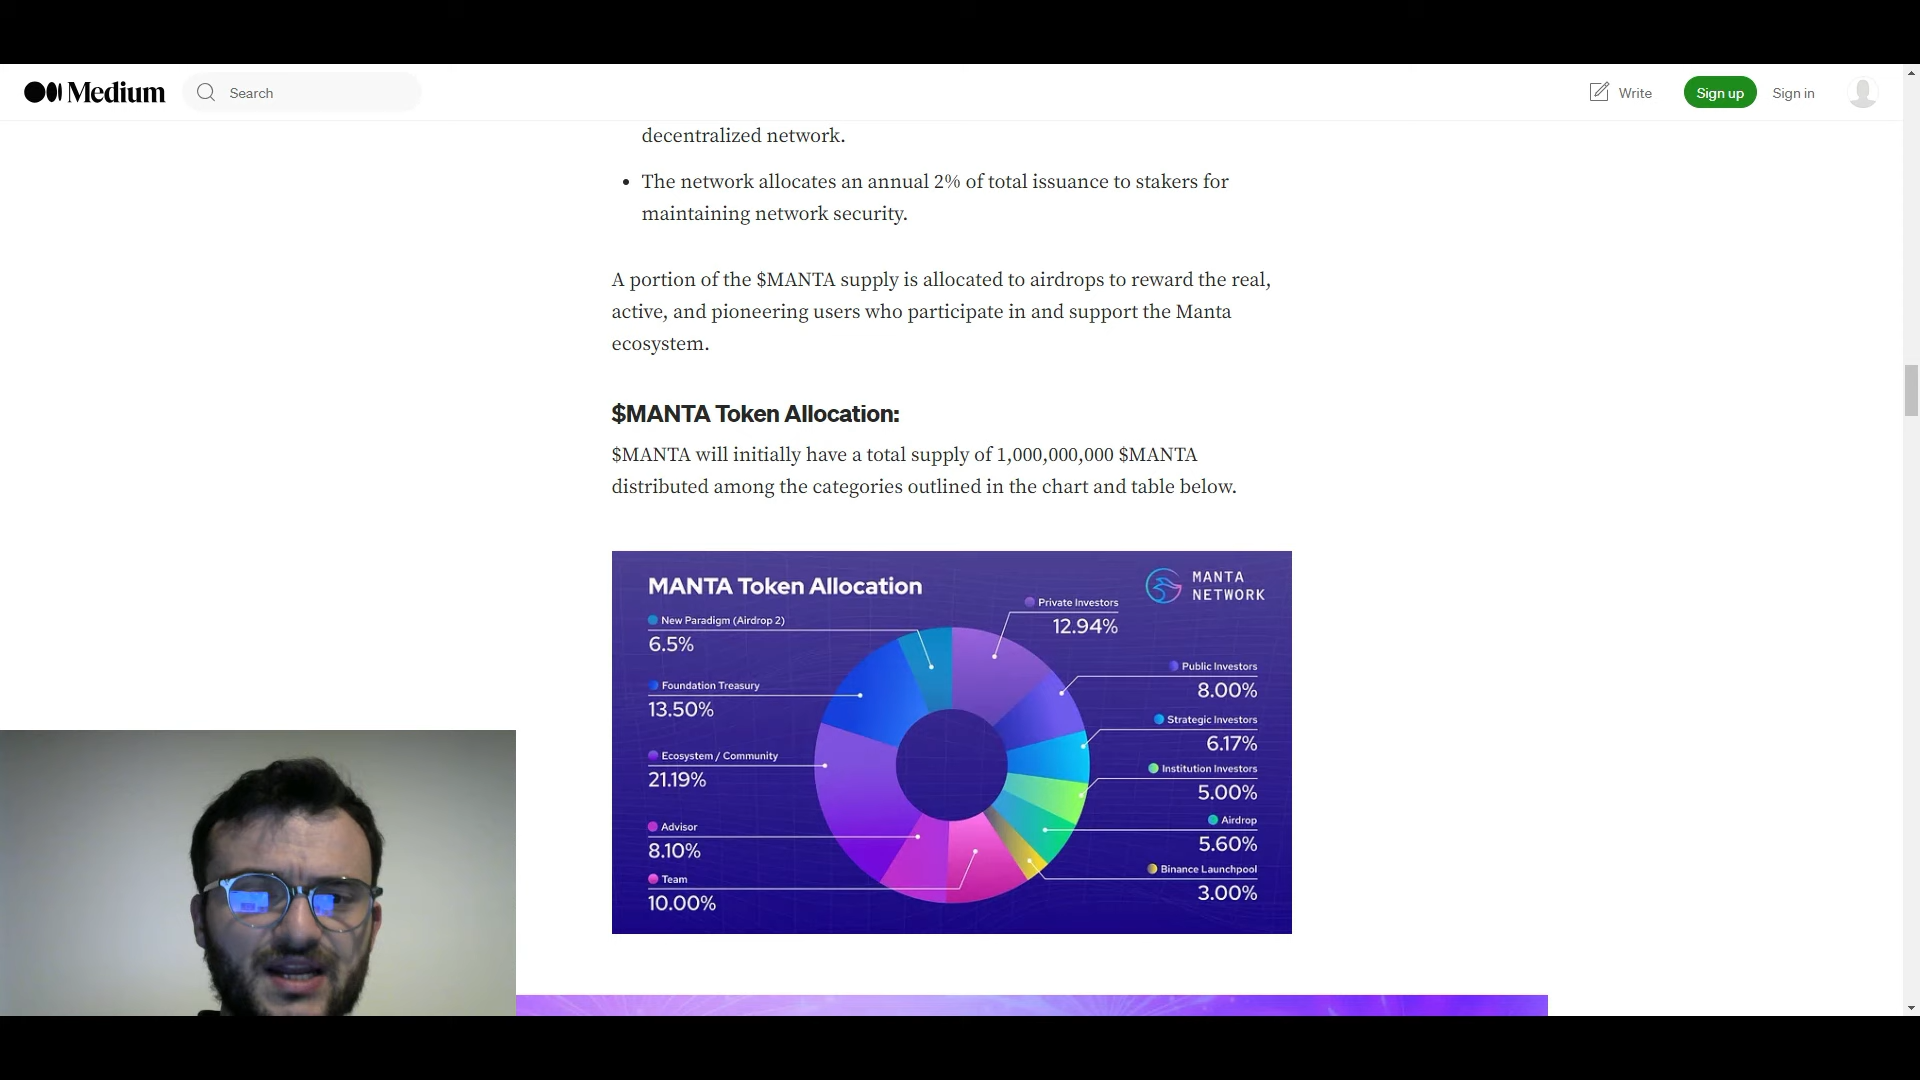 Medium
Search
Write
Sign up
Sign in
decentralized network.
• The network allocates an annual 2% of total issuance to stakers for
maintaining network security.
A portion of the $MANTA supply is allocated to airdrops to reward the real,
active, and pioneering users who participate in and support the Manta
ecosystem.
$MANTA Token Allocation:
$MANTA will initially have a total supply of 1,000,000,000 $MANTA
distributed among the categories outlined in the chart and table below.
MANTA Token Allocation
MANTA
NETWORK
New Paradigm (Airdrop 2)
6.5%
Foundation Treasury
13.50%
Ecosystem / Community
21.19%
Advisor
8.10%
Team
10.00%
Private Investors
12.94%
Public Investors
8.00%
Strategic Investors
6.17%
Institution Investors
5.00%
Airdrop
5.60%
Binance Launchpool
3.00%